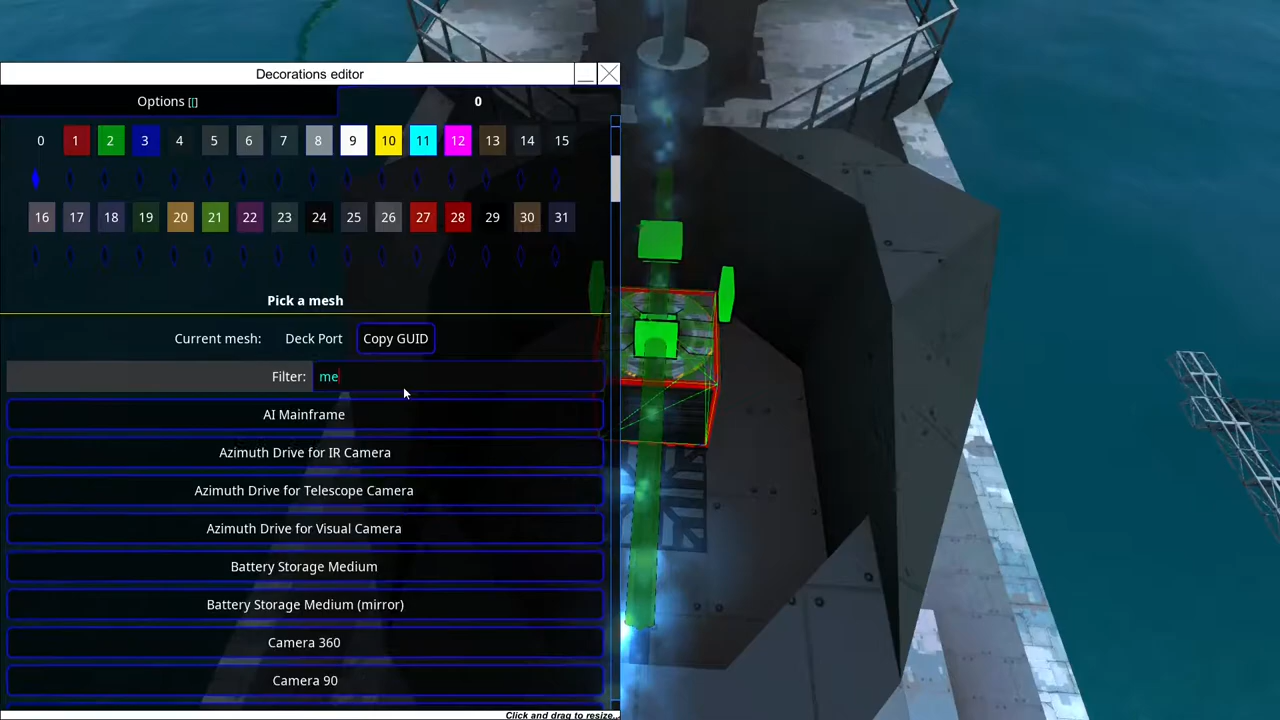 Decorations editor
Options [[] 0
0 1 2 3 4 5 6 7 8 9 10 11 12 13 14 15
16 17 18 19 20 21 22 23 24 25 26 27 28 29 30 31
Pick a mesh
Current mesh: Deck Port Copy GUID
Filter: me
AI Mainframe
Azimuth Drive for IR Camera
Azimuth Drive for Telescope Camera
Azimuth Drive for Visual Camera
Battery Storage Medium
Battery Storage Medium (mirror)
Camera 360
Camera 90
Click and drag to resize...